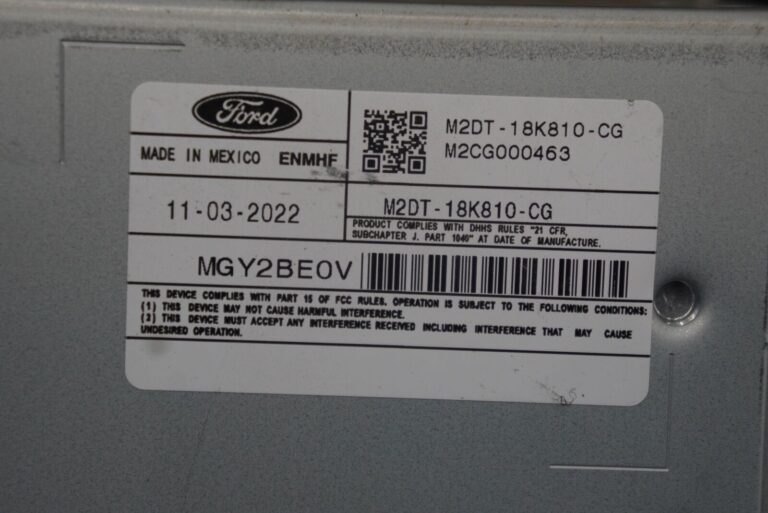 Ford
MADE IN MEXICO ENMHF
M2DT-18K810-CG
M2CG000463
11-03-2022
M2DT-18K810-CG
PRODUCT COMPLIES WITH DHHS RULES "21 CFR,
SUBCHAPTER J. PART 1040" AT DATE OF MANUFACTURE.
MGY2BE0V
THIS DEVICE COMPLIES WITH PART 15 OF FCC RULES. OPERATION IS SUBJECT TO THE FOLLOWING CONDITIONS:
(1) THIS DEVICE MAY NOT CAUSE HARMFUL INTERFERENCE.
(2) THIS DEVICE MUST ACCEPT ANY INTERFERENCE RECEIVED INCLUDING INTERFERENCE THAT MAY CAUSE
UNDESIRED OPERATION.